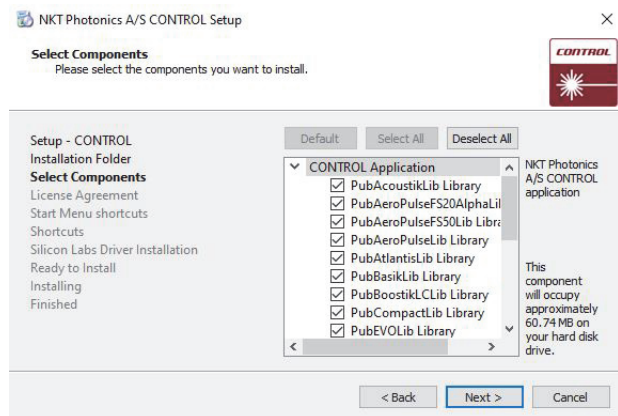 NKT Photonics A/S CONTROL Setup
Select Components
Please select the components you want to install.
CONTROL
Setup - CONTROL
Installation Folder
Select Components
License Agreement
Start Menu shortcuts
Shortcuts
Silicon Labs Driver Installation
Ready to Install
Installing
Finished
Default
Select All
Deselect All
CONTROL Application
PubAcoustikLib Library
PubAeroPulseFS20AlphaLi
PubAeroPulseFS50Lib Libra
PubAeroPulseLib Library
PubAtlantisLib Library
PubBasikLib Library
PubBoostikLCLib Library
PubCompactLib Library
PubEVOLib Library
NKT Photonics
A/S CONTROL
application
This
component
will occupy
approximately
60.74 MB on
your hard disk
drive.
< Back
Next >
Cancel